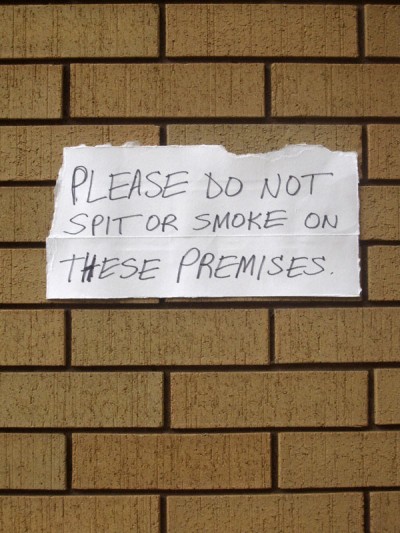 PLEASE DO NOT
SPIT OR SMOKE ON
THESE PREMISES.